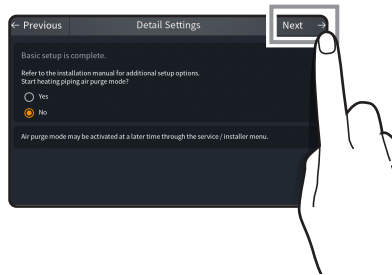 ← Previous Detail Settings Next →
Basic setup is complete.
Refer to the installation manual for additional setup options.
Start heating piping air purge mode?
Yes
No
Air purge mode may be activated at a later time through the service / installer menu.